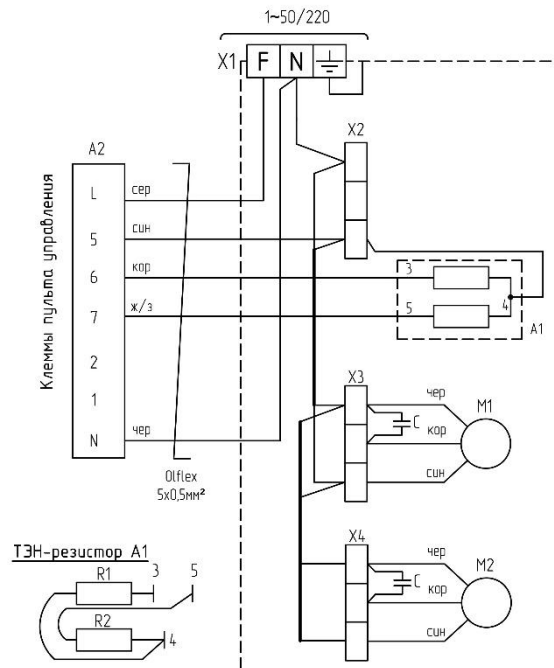 1~50/220
X1 F N
X2
A2
Клеммы пульта управления
L сер
5 син
6 кор
7 ж/з
2
1
N чер
3
5
4
A1
Olflex
5x0,5мм²
X3
чер
C
кор
син
M1
X4
чер
C
кор
син
M2
ТЭН-резистор А1
R1 3 5
R2 4